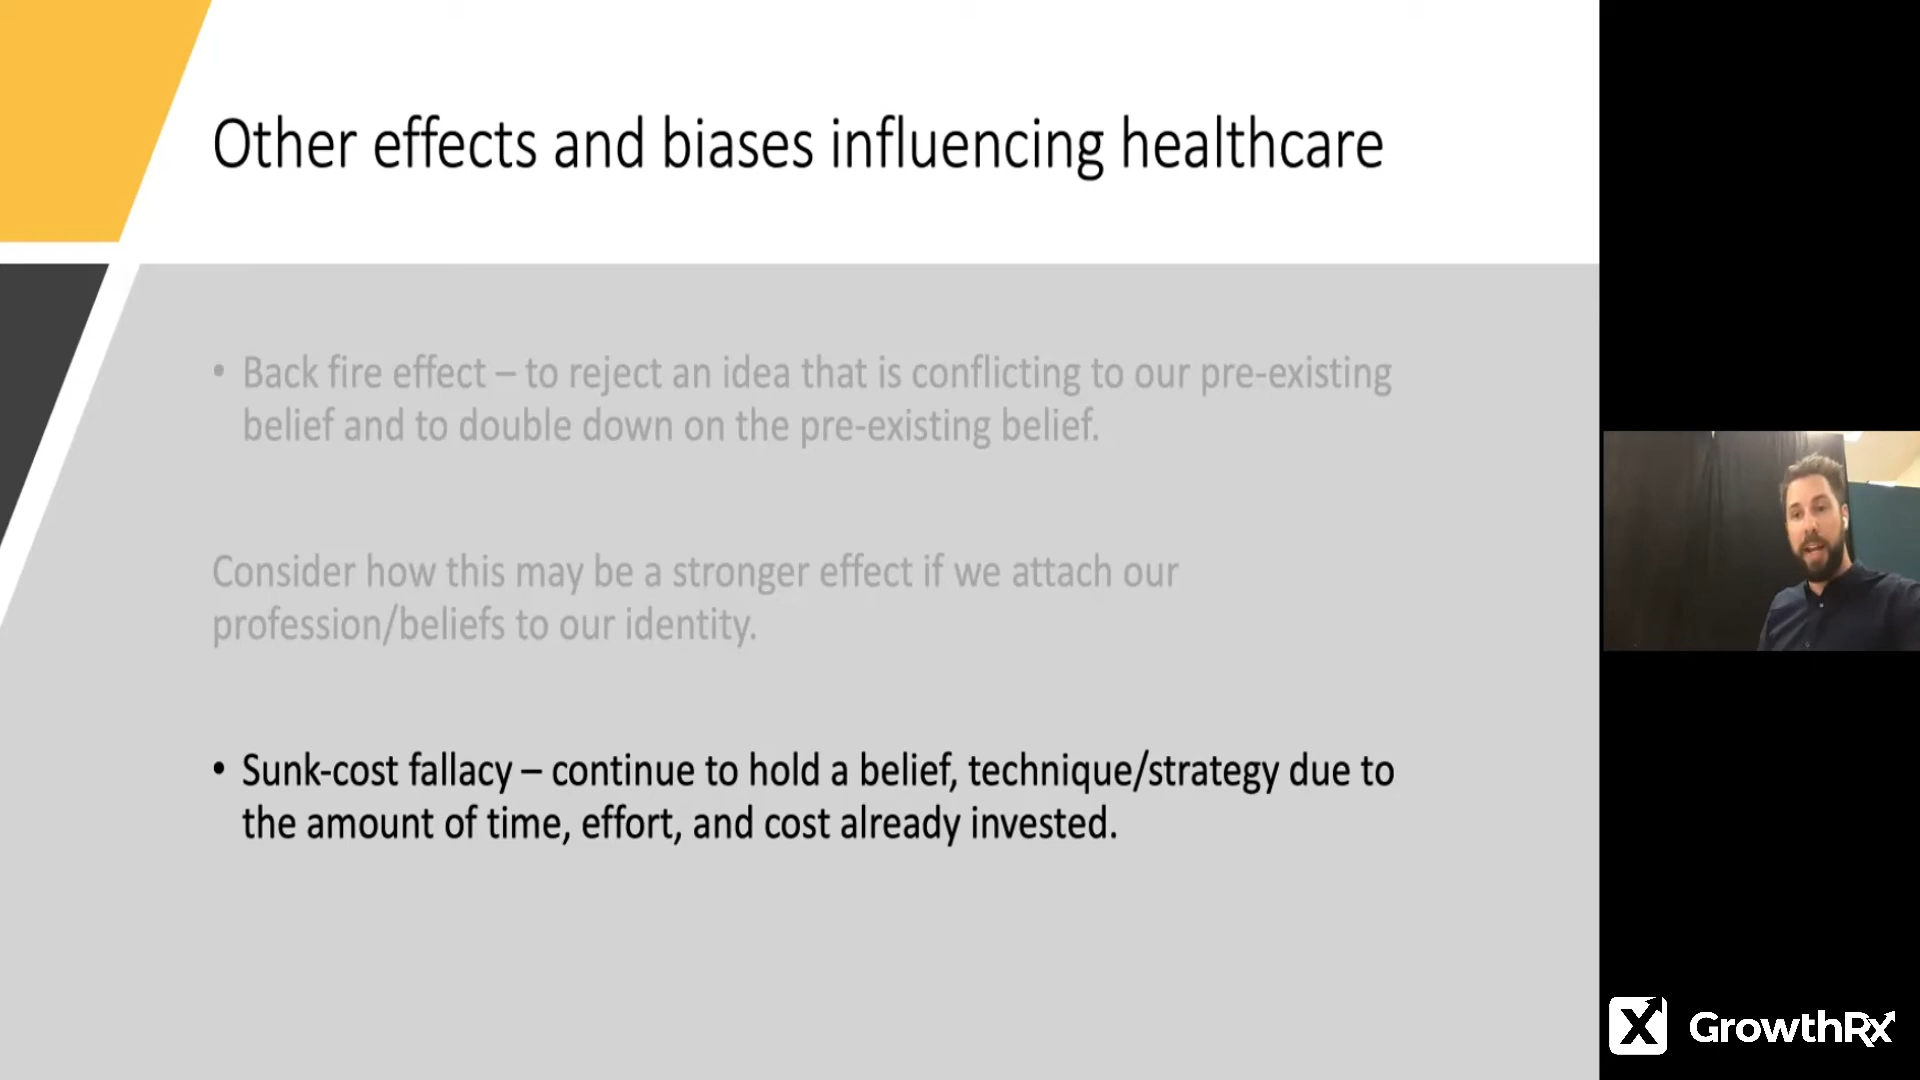 Other effects and biases influencing healthcare
• Back fire effect – to reject an idea that is conflicting to our pre-existing
belief and to double down on the pre-existing belief.
Consider how this may be a stronger effect if we attach our
profession/beliefs to our identity.
• Sunk-cost fallacy – continue to hold a belief, technique/strategy due to
the amount of time, effort, and cost already invested.
X GrowthRx